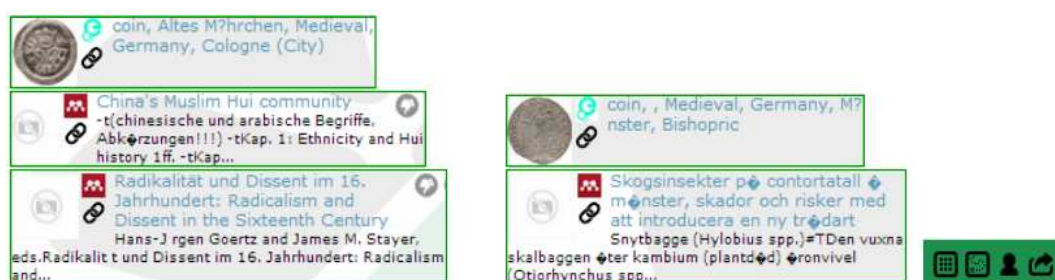 coin, Altes M?hrchen, Medieval,
Germany, Cologne (City)
China's Muslim Hui community
-t(chinesische und arabische Begriffe,
Abk�rzungen!!!) -tKap. 1: Ethnicity and Hui
history 1ff. -tKap...
Radikalität und Dissent im 16.
Jahrhundert: Radicalism and
Dissent in the Sixteenth Century
Hans-J rgen Goertz and James M. Stayer,
eds.Radikalit t und Dissent im 16. Jahrhundert: Radicalism
and...
coin, , Medieval, Germany, M?
nster, Bishopric
Skogsinsekter p� contortatall �
m�nster, skador och risker med
att introducera en ny tr�dart
Snytbagge (Hylobius spp.)=TDen vuxna
skalbaggen �ter kambium (plantd�d) �ronvivel
(Otiorhynchus spp...